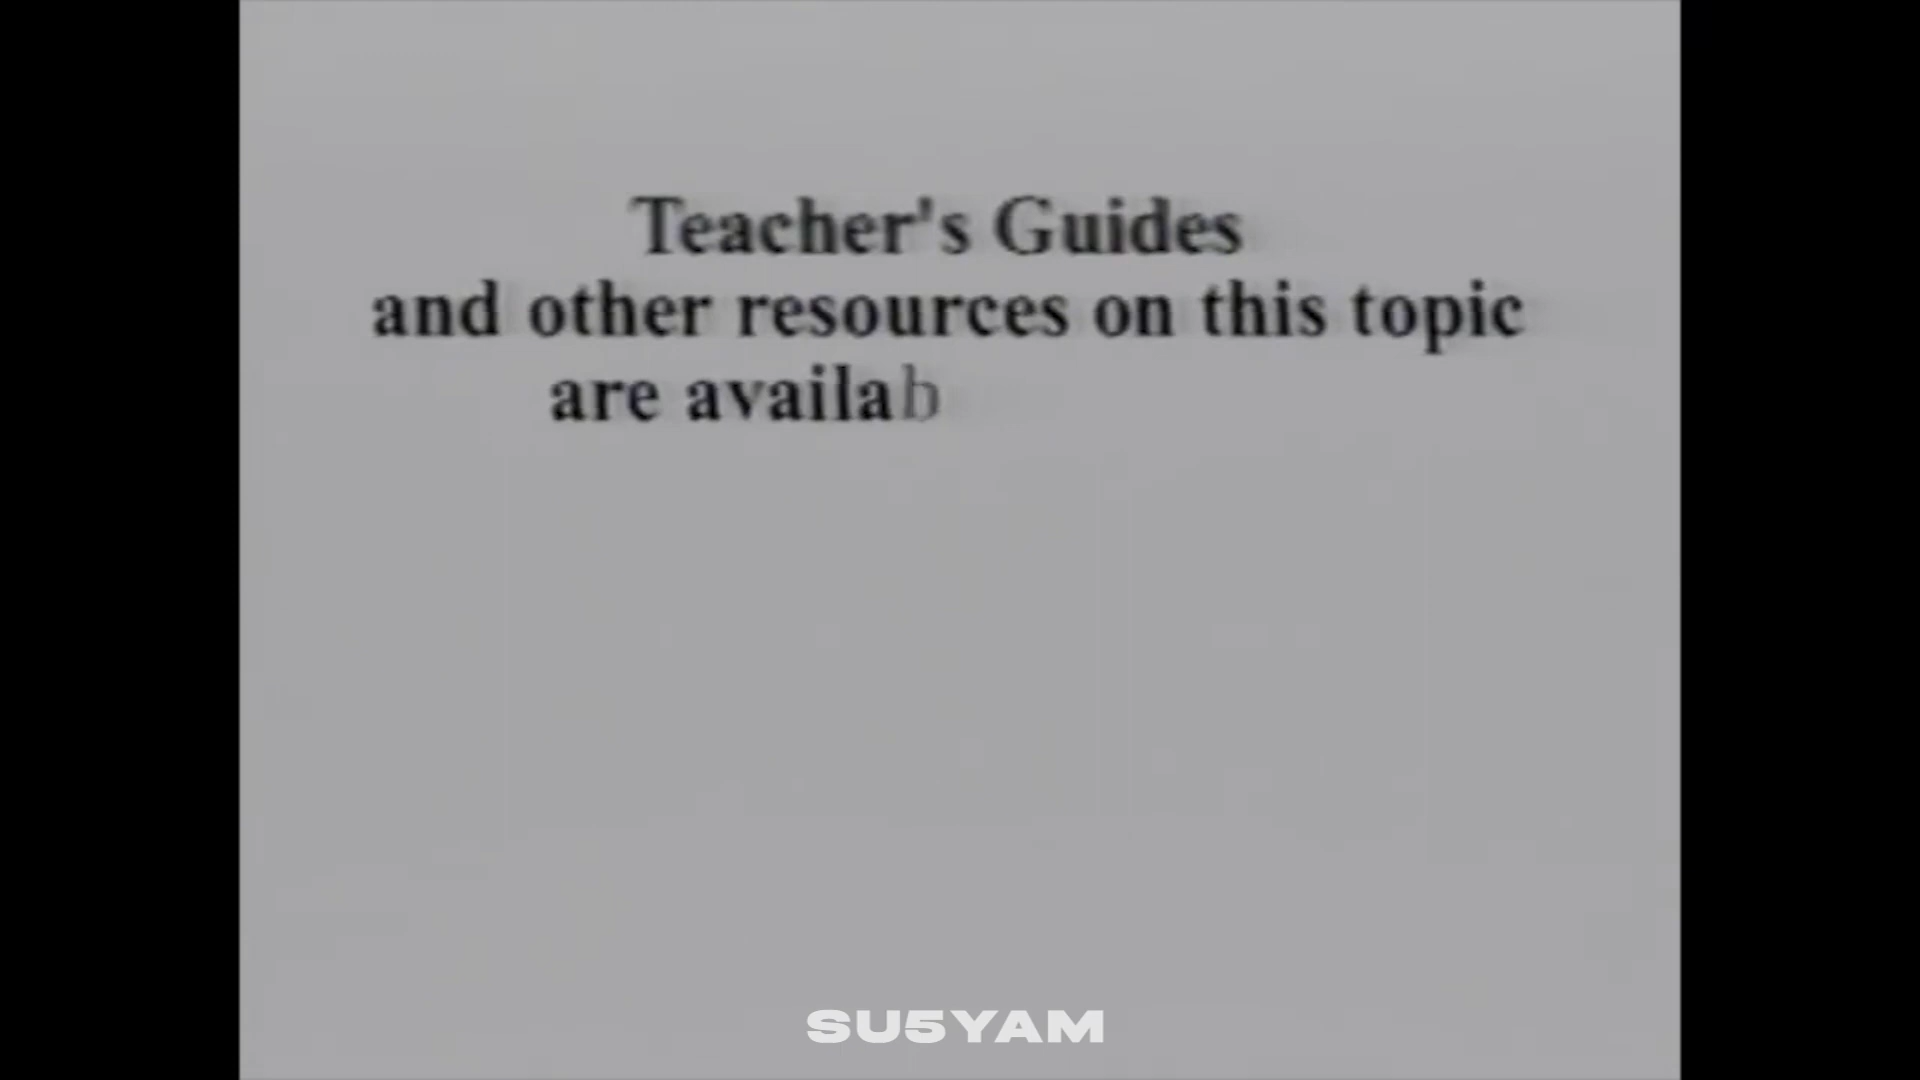 Teacher's Guides
and other resources on this topic
are availab
SU5YAM